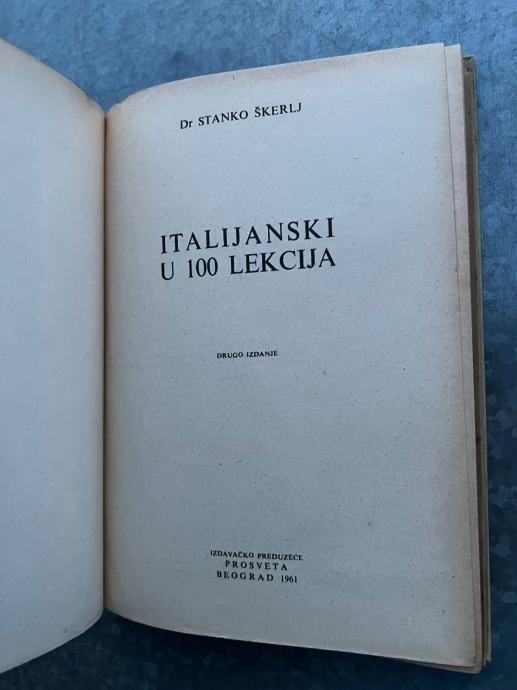 Dr STANKO ŠKERLJ
ITALIJANSKI
U 100 LEKCIJA
DRUGO IZDANJE
IZDAVAČKO PREDUZEĆE
PROSVETA
BEOGRAD 1961